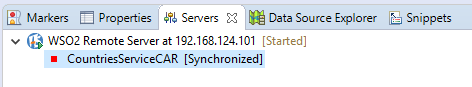 Markers Properties Servers Data Source Explorer Snippets
WSO2 Remote Server at 192.168.124.101 [Started]
CountriesServiceCAR [Synchronized]